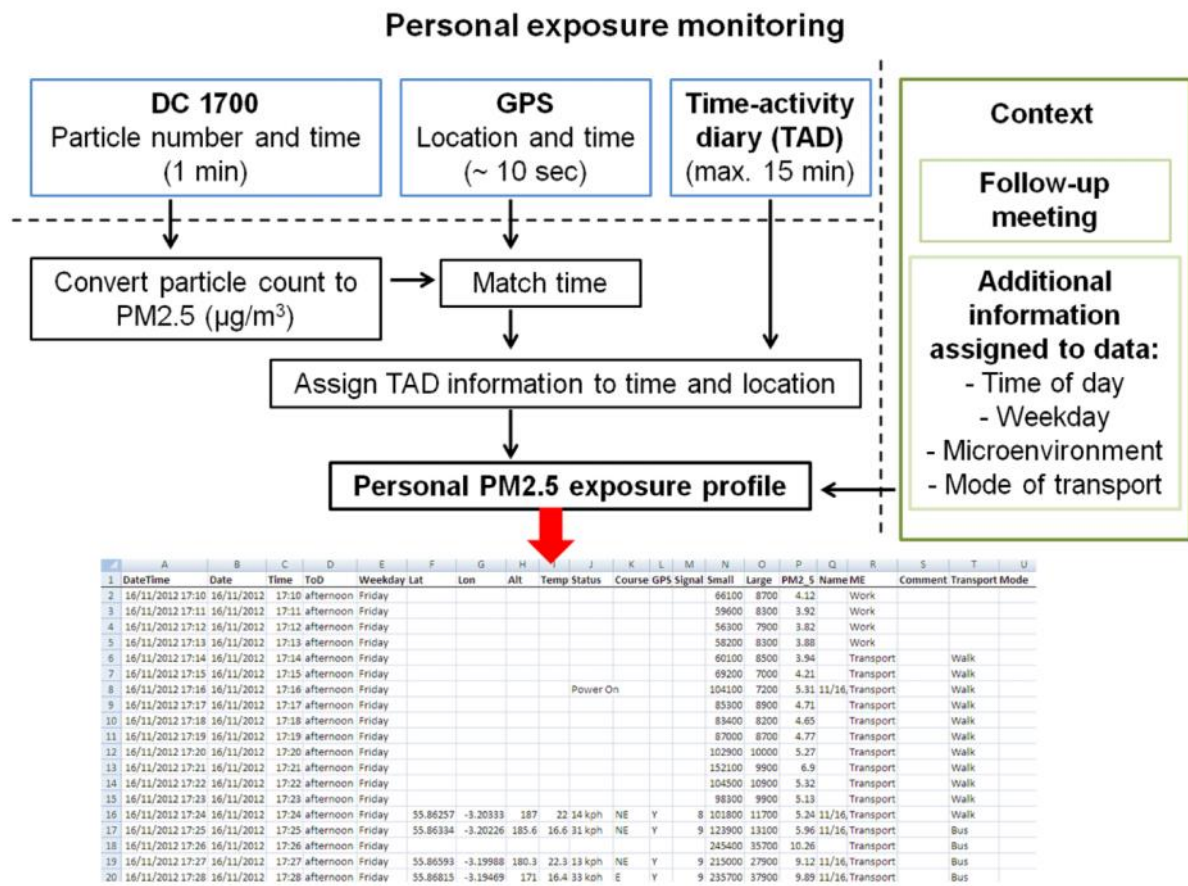 Personal exposure monitoring
DC 1700
Particle number and time
(1 min)
GPS
Location and time
(~ 10 sec)
Time-activity
diary (TAD)
(max. 15 min)
Context
Follow-up
meeting
Additional
information
assigned to data:
- Time of day
- Weekday
- Microenvironment
- Mode of transport
Convert particle count to
PM2.5 (µg/m³)
Match time
Assign TAD information to time and location
Personal PM2.5 exposure profile
A B C D E F G H I J K L M N O P Q R S T U
1 DateTime Date Time ToD Weekday Lat Lon Alt Temp Status Course GPS Signal Small Large PM2_5 Name ME Comment Transport Mode
2 16/11/2012 17:10 16/11/2012 17:10 afternoon Friday 66100 8700 4.12 Work
3 16/11/2012 17:11 16/11/2012 17:11 afternoon Friday 59600 8300 3.92 Work
4 16/11/2012 17:12 16/11/2012 17:12 afternoon Friday 56300 7900 3.82 Work
5 16/11/2012 17:13 16/11/2012 17:13 afternoon Friday 58200 8300 3.88 Work
6 16/11/2012 17:14 16/11/2012 17:14 afternoon Friday 60100 8500 3.94 Transport Walk
7 16/11/2012 17:15 16/11/2012 17:15 afternoon Friday 69200 7000 4.21 Transport Walk
8 16/11/2012 17:16 16/11/2012 17:16 afternoon Friday Power On 104100 7200 5.31 11/16, Transport Walk
9 16/11/2012 17:17 16/11/2012 17:17 afternoon Friday 85300 8900 4.71 Transport Walk
10 16/11/2012 17:18 16/11/2012 17:18 afternoon Friday 83400 8200 4.65 Transport Walk
11 16/11/2012 17:19 16/11/2012 17:19 afternoon Friday 87000 8700 4.77 Transport Walk
12 16/11/2012 17:20 16/11/2012 17:20 afternoon Friday 102900 10000 5.27 Transport Walk
13 16/11/2012 17:21 16/11/2012 17:21 afternoon Friday 152100 9900 6.9 Transport Walk
14 16/11/2012 17:22 16/11/2012 17:22 afternoon Friday 104500 10900 5.32 Transport Walk
15 16/11/2012 17:23 16/11/2012 17:23 afternoon Friday 98300 9900 5.13 Transport Walk
16 16/11/2012 17:24 16/11/2012 17:24 afternoon Friday 55.86257 -3.20333 187 22 14 kph NE Y 8 101800 11700 5.24 11/16, Transport Walk
17 16/11/2012 17:25 16/11/2012 17:25 afternoon Friday 55.86334 -3.20226 185.6 16.6 31 kph NE Y 9 123900 13100 5.96 11/16, Transport Bus
18 16/11/2012 17:26 16/11/2012 17:26 afternoon Friday 245400 35700 10.26 Transport Bus
19 16/11/2012 17:27 16/11/2012 17:27 afternoon Friday 55.86593 -3.19988 180.3 22.3 13 kph NE Y 9 215000 27900 9.12 11/16, Transport Bus
20 16/11/2012 17:28 16/11/2012 17:28 afternoon Friday 55.86815 -3.19469 171 16.4 33 kph E Y 9 235700 37900 9.89 11/16, Transport Bus